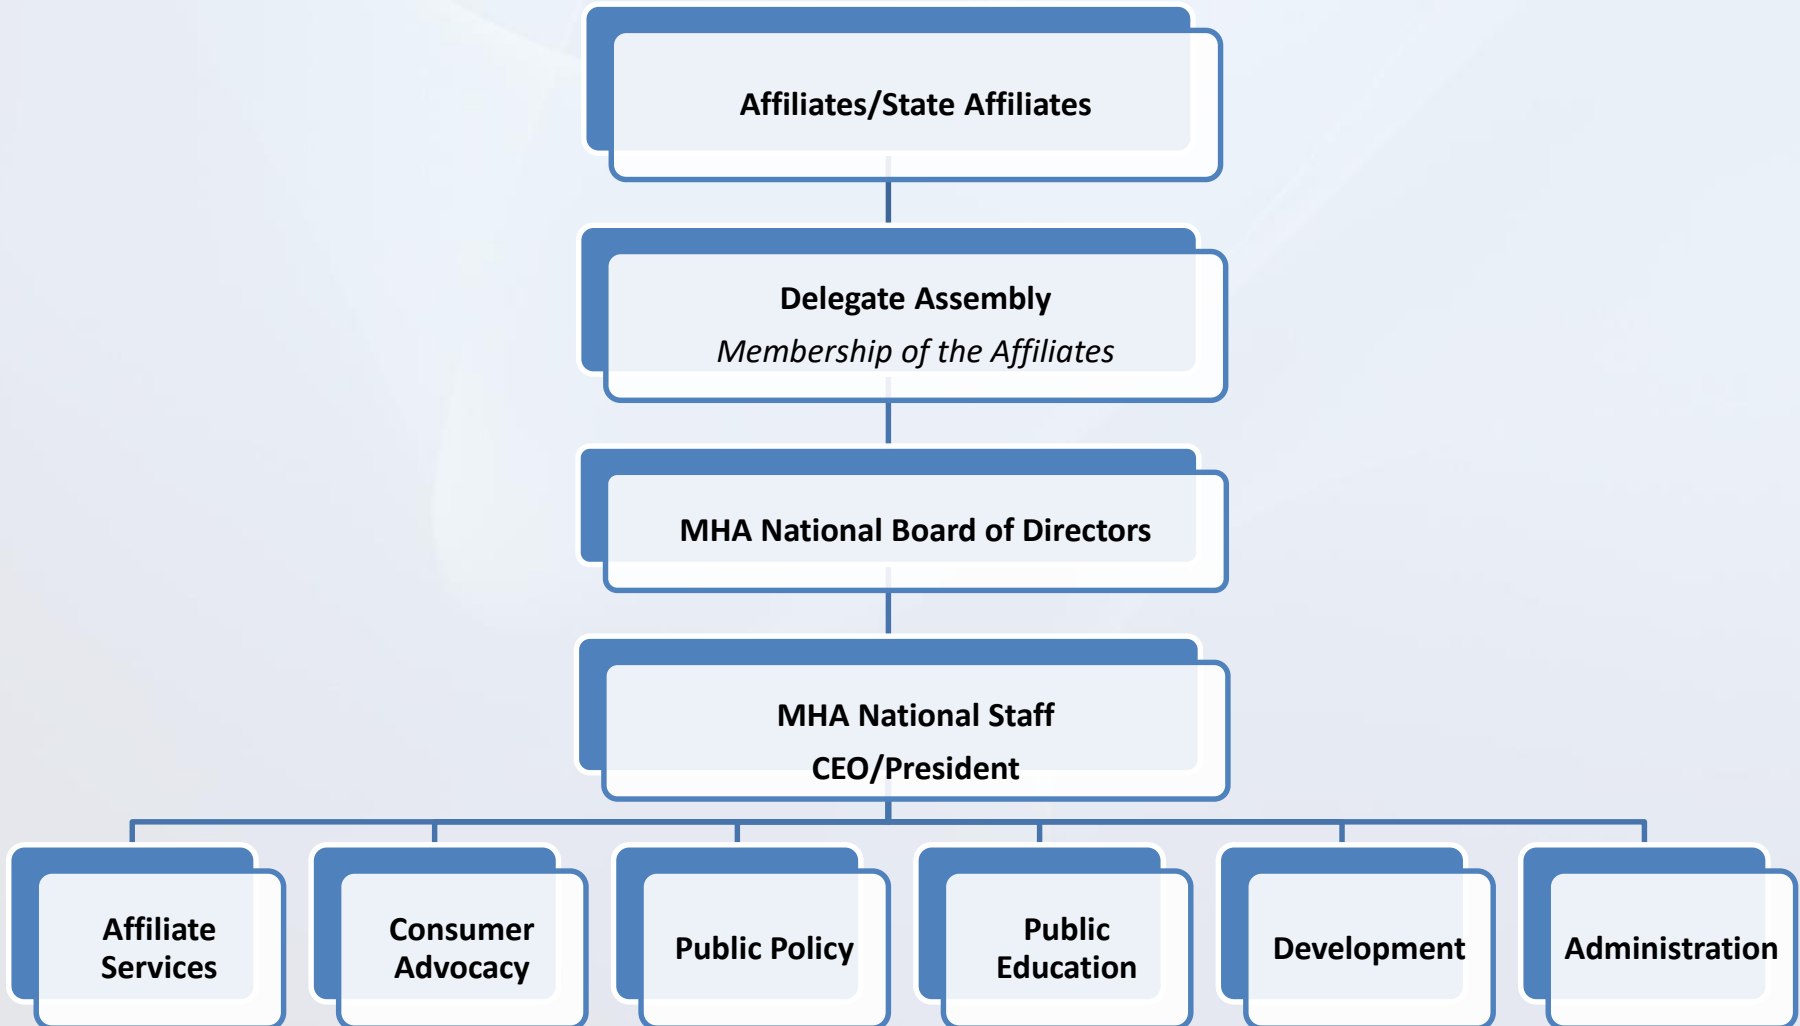 Affiliates/State Affiliates
Delegate Assembly
Membership of the Affiliates
MHA National Board of Directors
MHA National Staff
CEO/President
Affiliate
Services
Consumer
Advocacy
Public Policy
Public
Education
Development
Administration